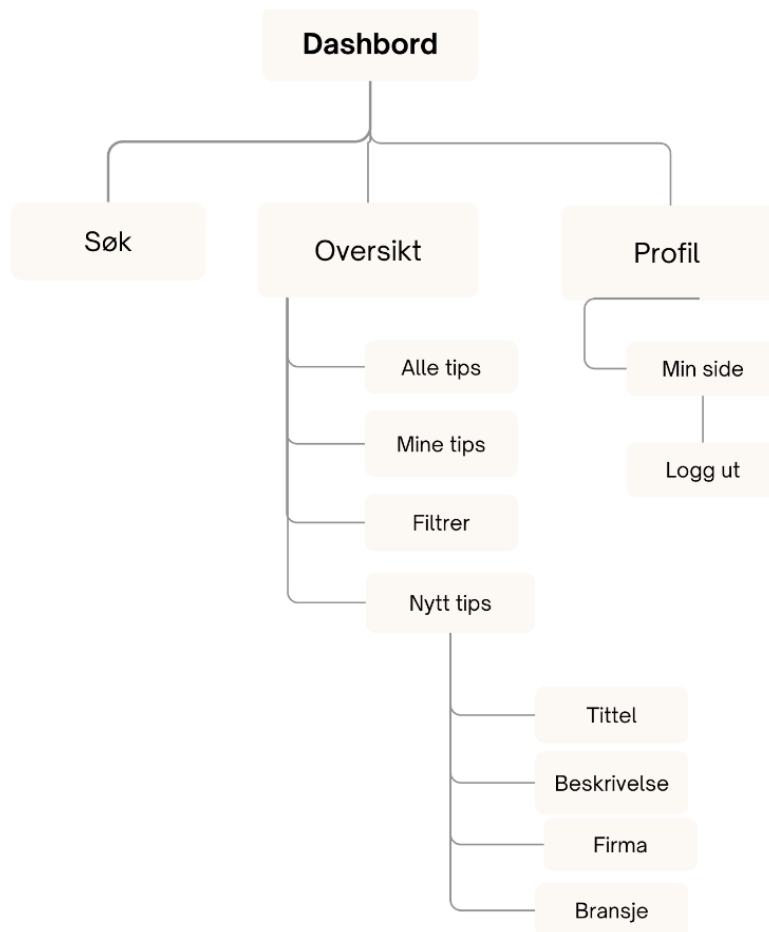 Dashbord
Søk
Oversikt
Profil
Alle tips
Mine tips
Filtrer
Nytt tips
Min side
Logg ut
Tittel
Beskrivelse
Firma
Bransje